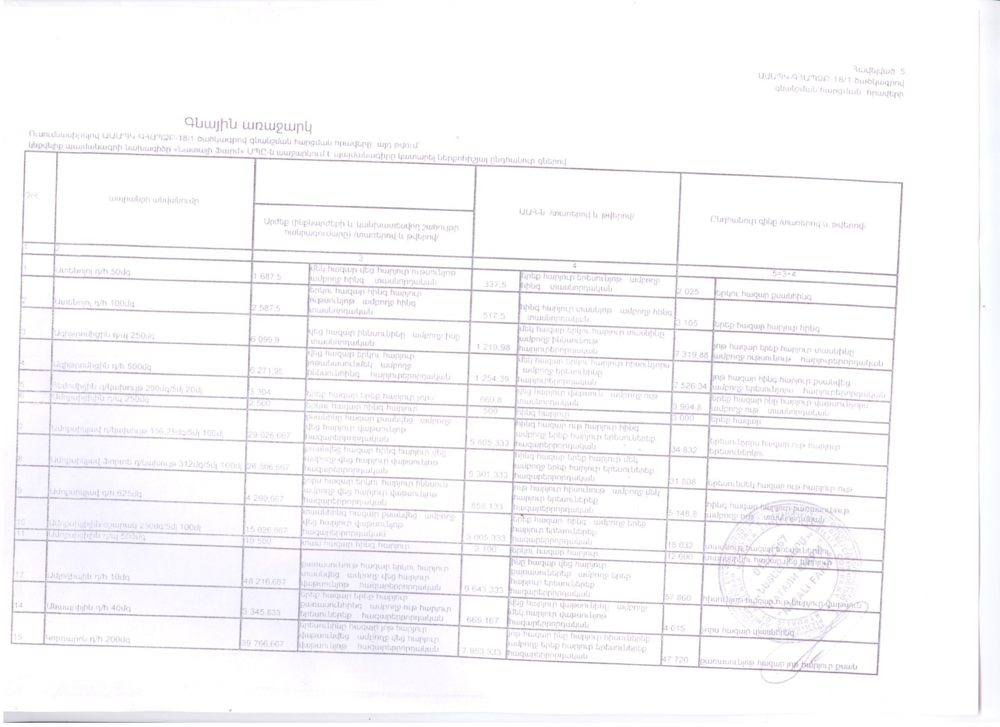 Հավելված 5
ԱԱԱՊԿ-ԳՀԱՊՁԲ-18/1 ծածկագրով
գնանշման հարցման հրավերի
Գնային առաջարկ
Ուսումնասիրելով ԱԱԱՊԿ-ԳՀԱՊՁԲ-18/1 ծածկագրով գնանշման հարցման հրավերը. այդ թվում՝
կնքվելիք պայմանագրի նախագիծը «Նատալի Ֆարմ» ՍՊԸ-ն աաջարկում է պայմանագիրը կատարել ներքոհիշյալ ընդհանուր գներով.
Չ/Հ
ապրանքի անվանումը
Արժեք (ինքնարժեքի և կանխատեսվող շահույթի
հանրագումարը) /տառերով և թվերով/
ԱԱՀ-ն /տառերով և թվերով/
Ընդհանուր գինը /տառերով և թվերով/
1 2 3 4 5=3+4
1 Ատենոլոլ դ/հ 50մգ 1 687,5 մեկ հազար վեց հարյուր ութսունյոթ
ամբողջ հինգ տասնորդական 337,5 երեք հարյուր երեսունյոթ ամբողջ
հինգ տասնորդական 2 025 երկու հազար քսանհինգ
2 Ատենոլոլ դ/հ 100մգ 2 587,5 երկու հազար հինգ հարյուր
ութսունյոթ ամբողջ հինգ
տասնորդական 517,5 հինգ հարյուր տասնյոթ ամբողջ հինգ
տասնորդական 3 105 երեք հազար հարյուր հինգ
3 Ազիթրոմիցին դ/պ 250մգ 6 099,9 վեց հազար իննսունինը ամբողջ ինը
տասնորդական 1 219,98 մեկ հազար երկու հարյուր տասնինը
ամբողջ իննսունութ
հարյուրերորդական 7 319,88 յոթ հազար երեք հարյուր տասնինը
ամբողջ ութսունութ հարյուրերորդական
4 Ազիթրոմիցին դ/հ 500մգ 6 271,95 վեց հազար երկու հարյուր
յոթանասունմեկ ամբողջ
իննսունհինգ հարյուրերորդական 1 254,39 մեկ հազար երկու հարյուր հիսունչորս
ամբողջ երեսունինը
հարյուրերորդական 7 526,34 յոթ հազար հինգ հարյուր քսանվեց
ամբողջ երեսունչորս հարյուրերորդական
5 Հեմոմիցին դ/կախույթ 200մգ/5մլ 20մլ 3 304 երեք հազար երեք հարյուր չորս 660,8 վեց հարյուր վաթսուն ամբողջ ութ
տասնորդական 3 964,8 երեք հազար ինը հարյուր վաթսունչորս
ամբողջ ութ տասնորդական
6 Ամոքսիցիլին դ/պ 250մգ 2 500 երկու հազար հինգ հարյուր 500 հինգ հարյուր 3 000 երեք հազար
7 Ամոքսիկլավ դ/կախույթ 156,25մգ/5մլ 100մլ 29 026,667 քսանինը հազար քսանվեց ամբողջ
վեց հարյուր վաթսունյոթ
հազարերրորդական 5 805,333 հինգ հազար ութ հարյուր հինգ
ամբողջ երեք հարյուր երեսուներեք
հազարերրորդական 34 832 երեսունչորս հազար ութ հարյուր
երեսուներկու
8 Ամոքսիկլավ Ֆորտե դ/կախույթ 312մգ/5մլ 100մլ 26 506,667 քսանվեց հազար հինգ հարյուր վեց
ամբողջ վեց հարյուր վաթսունյոթ
հազարերրորդական 5 301,333 հինգ հազար երեք հարյուր մեկ
ամբողջ երեք հարյուր երեսուներեք
հազարերրորդական 31 808 երեսունմեկ հազար ութ հարյուր ութ
9 Ամոքսիկլավ դ/հ 625մգ 4 290,667 չորս հազար երկու հարյուր իննսուն
ամբողջ վեց հարյուր վաթսունյոթ
հազարերրորդական 858,133 ութ հարյուր հիսունութ ամբողջ մեկ
հարյուր երեսուներեք
հազարերրորդական 5 148,8 հինգ հազար հարյուր քառասունութ
ամբողջ ութ տասնորդական
10 Ամոքսիցիլին օշարակ 250մգ/5մլ 100մլ 15 026,667 տասնհինգ հազար քսանվեց ամբողջ
վեց հարյուր վաթսունյոթ
հազարերրորդական 3 005,333 երեք հազար հինգ ամբողջ երեք
հարյուր երեսուներեք
հազարերրորդական 18 032 տասնութ հազար երեսուներկու
11 Ամոքսիցիլին դ/պ 500մգ 10 500 տաս հազար հինգ հարյուր 2 100 երկու հազար հարյուր 12 600 տասներկու հազար վեց հարյուր
12 Ամլոդիպին դ/հ 10մգ 48 216,667 քառասունութ հազար երկու հարյուր
տասնվեց ամբողջ վեց հարյուր
վաթսունյոթ հազարերրորդական 9 643,333 ինը հազար վեց հարյուր
քառասուներեք ամբողջ երեք
հարյուր երեսուներեք
հազարերրորդական 57 860 հիսունյոթ հազար ութ հարյուր վաթսուն
14 Անապրիլին դ/հ 40մգ 3 345,833 երեք հազար երեք հարյուր
քառասունհինգ ամբողջ ութ հարյուր
երեսուներեք հազարերրորդական 669,167 վեց հարյուր վաթսունինը ամբողջ
մեկ հարյուր վաթսունյոթ
հազարերրորդական 4 015 չորս հազար տասնհինգ
15 Կորդարոն դ/հ 200մգ 39 766,667 երեսունինը հազար յոթ հարյուր
վաթսունվեց ամբողջ վեց հարյուր
վաթսունյոթ հազարերրորդական 7 953,333 յոթ հազար ինը հարյուր հիսուներեք
ամբողջ երեք հարյուր երեսուներեք
հազարերրորդական 47 720 քառասունյոթ հազար յոթ հարյուր քսան
«ՆԱՏԱԼԻ ՖԱՐՄ»
"НАТАЛИ ФАРМ"
"NATALI FARM"